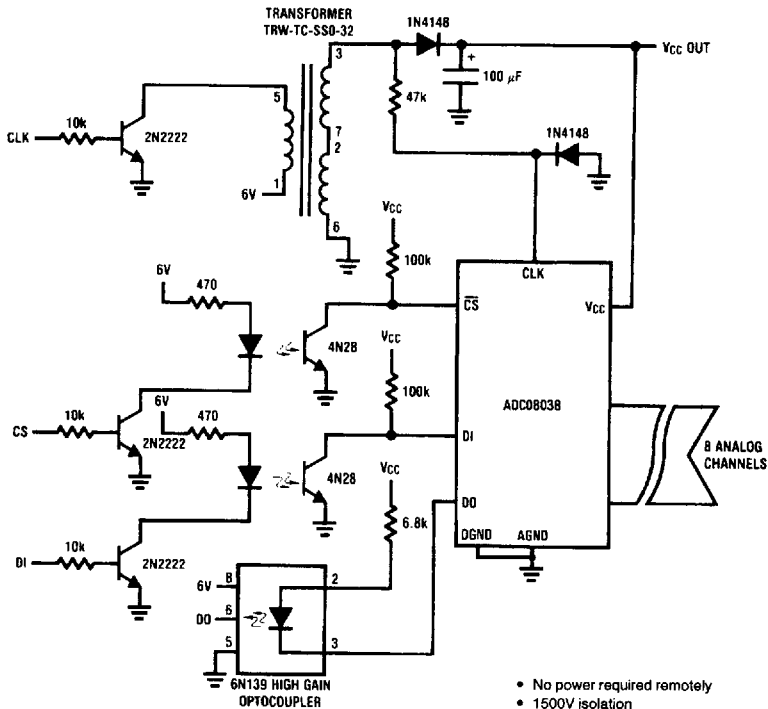 TRANSFORMER
TRW-TC-SS0-32
1N4148
VCC OUT
3
+
100 μF
5
47k
10k
1N4148
CLK
2N2222
7
2
1
6V
6
VCC
100k
CLK
6V
470
CS
VCC
4N28
VCC
100k
ADC08038
10k
6V
470
CS
2N2222
DI
8 ANALOG
CHANNELS
4N28
VCC
DO
6.8k
10k
DGND
AGND
DI
2N2222
6V
8
2
DO
6
5
3
6N139 HIGH GAIN
OPTOCOUPLER
• No power required remotely
• 1500V isolation